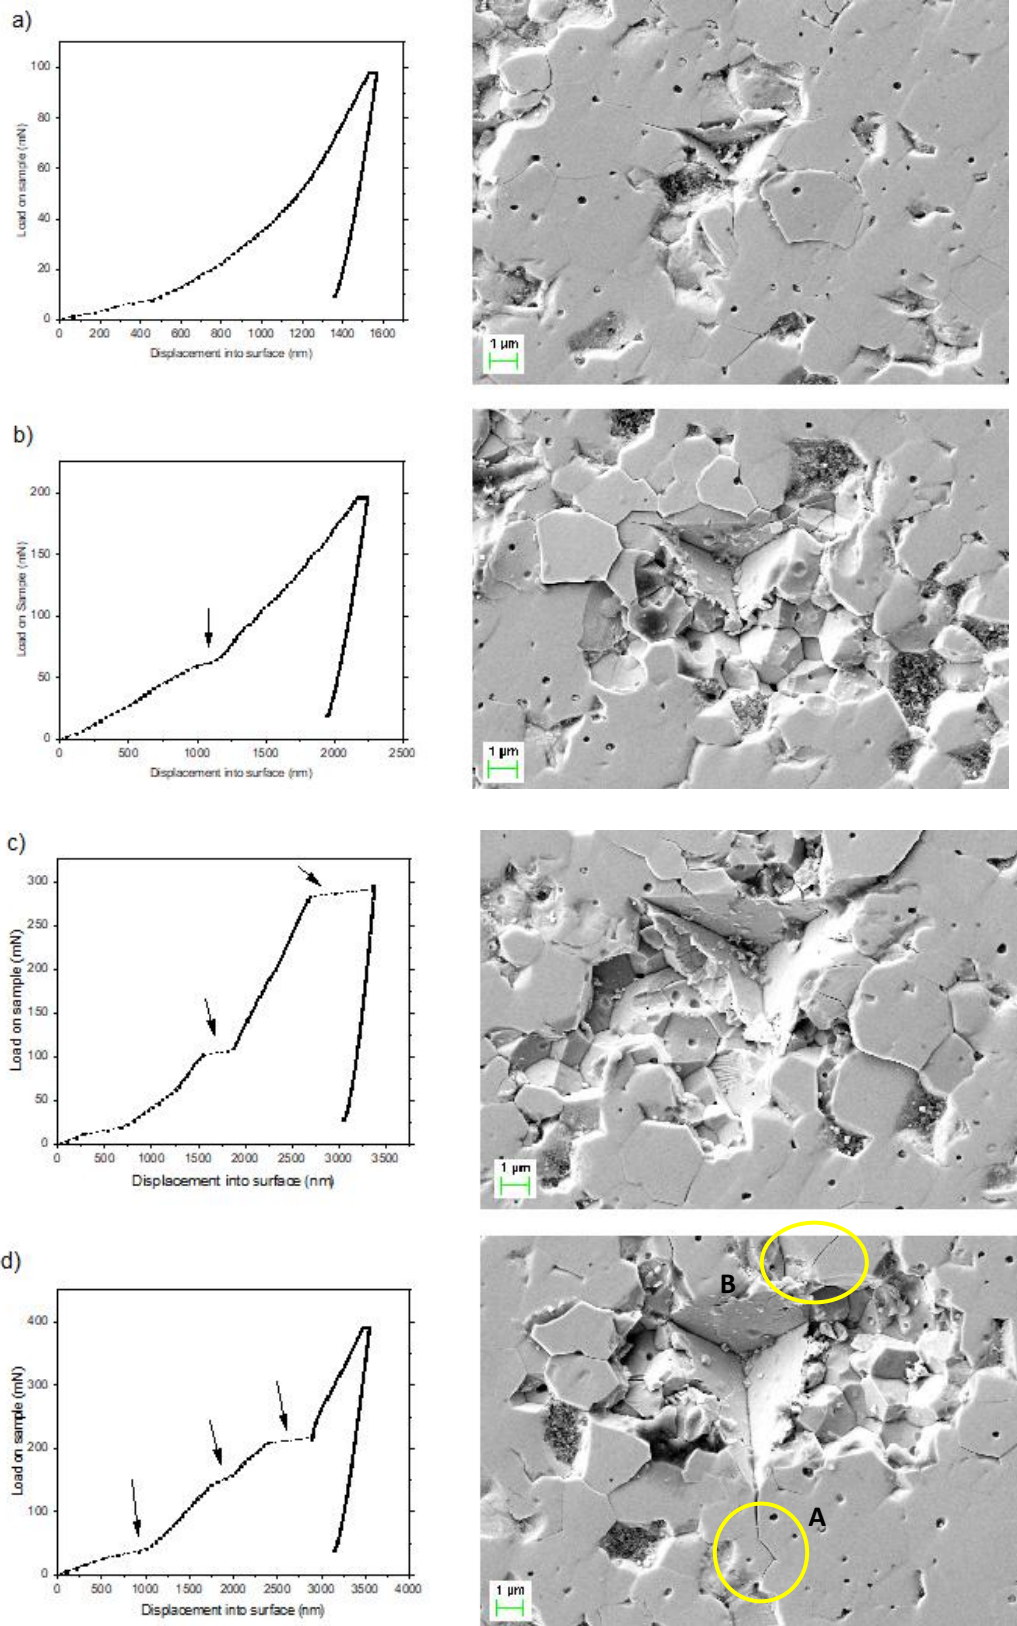 a)
Load on sample (mN)
100
80
60
40
20
0
0 200 400 600 800 1000 1200 1400 1600
Displacement into surface (nm)
1 µm
b)
Load on Sample (mN)
200
150
100
50
0
0 500 1000 1500 2000 2500
Displacement into surface (nm)
1 µm
c)
Load on sample (mN)
300
250
200
150
100
50
0
0 500 1000 1500 2000 2500 3000 3500
Displacement into surface (nm)
1 µm
d)
Load on sample (mN)
400
300
200
100
0
0 500 1000 1500 2000 2500 3000 3500 4000
Displacement into surface (nm)
B
A
1 µm